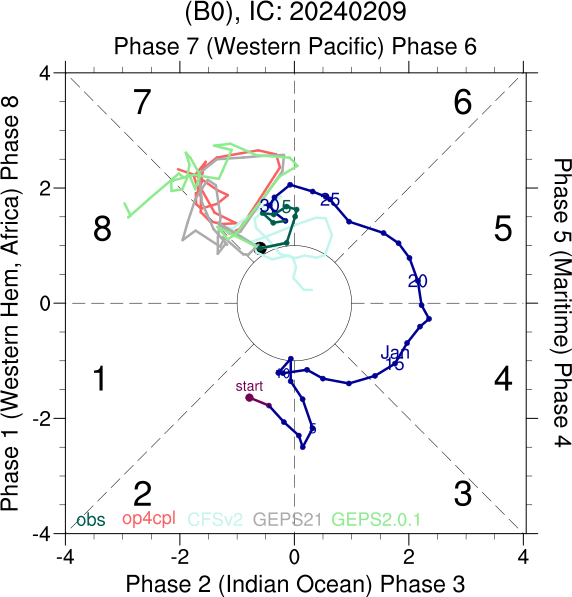 (B0), IC: 20240209
Phase 7 (Western Pacific) Phase 6
4
7
6
Phase 1 (Western Hem, Africa) Phase 8
Phase 5 (Maritime) Phase 4
2
30
5
25
8
5
20
0
Jan
15
10
1
4
start
-2
5
2
3
obs
op4cpl
CFSv2
GEPS21
GEPS2.0.1
-4
-4
-2
0
2
4
Phase 2 (Indian Ocean) Phase 3